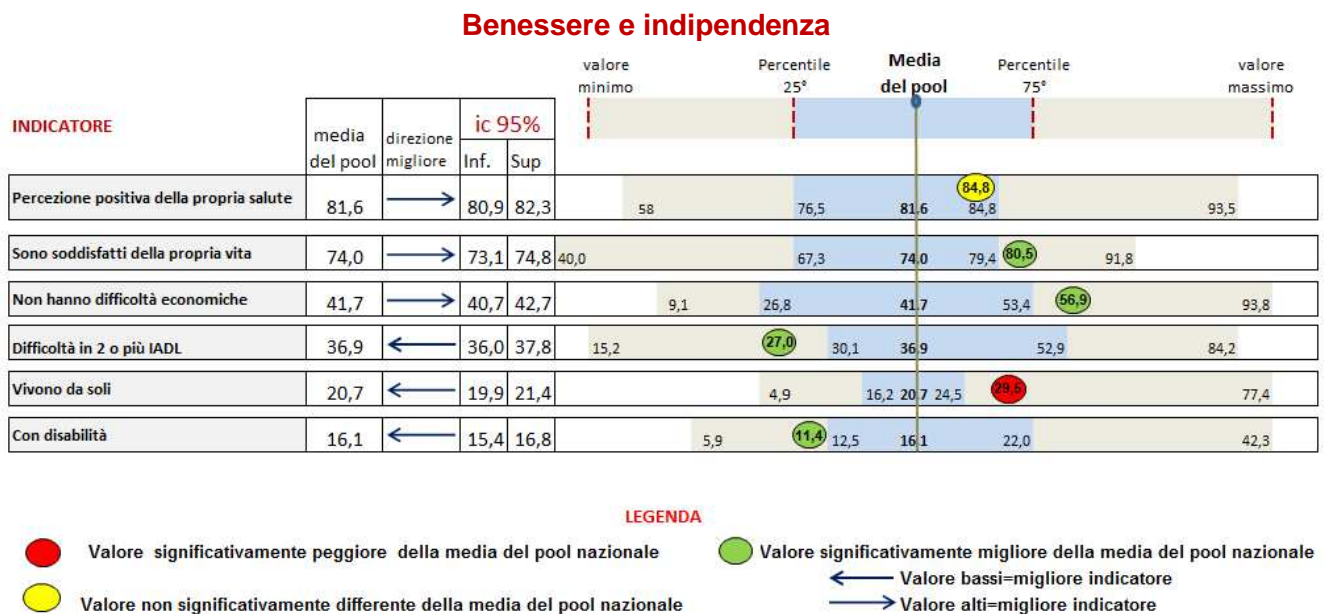 Benessere e indipendenza
valore minimo
Percentile 25°
Media del pool
Percentile 75°
valore massimo
INDICATORE
media del pool
direzione migliore
ic 95%
Inf. Sup
Percezione positiva della propria salute 81,6 80,9 82,3 58 76,5 81,6 84,8 84,8 93,5
Sono soddisfatti della propria vita 74,0 73,1 74,8 40,0 67,3 74,0 79,4 80,5 91,8
Non hanno difficoltà economiche 41,7 40,7 42,7 9,1 26,8 41,7 53,4 56,9 93,8
Difficoltà in 2 o più IADL 36,9 36,0 37,8 15,2 27,0 30,1 36,9 52,9 84,2
Vivono da soli 20,7 19,9 21,4 4,9 16,2 20,7 24,5 29,5 77,4
Con disabilità 16,1 15,4 16,8 5,9 11,4 12,5 16,1 22,0 42,3
LEGENDA
Valore significativamente peggiore della media del pool nazionale
Valore significativamente migliore della media del pool nazionale
Valore bassi=migliore indicatore
Valore non significativamente differente della media del pool nazionale
Valore alti=migliore indicatore